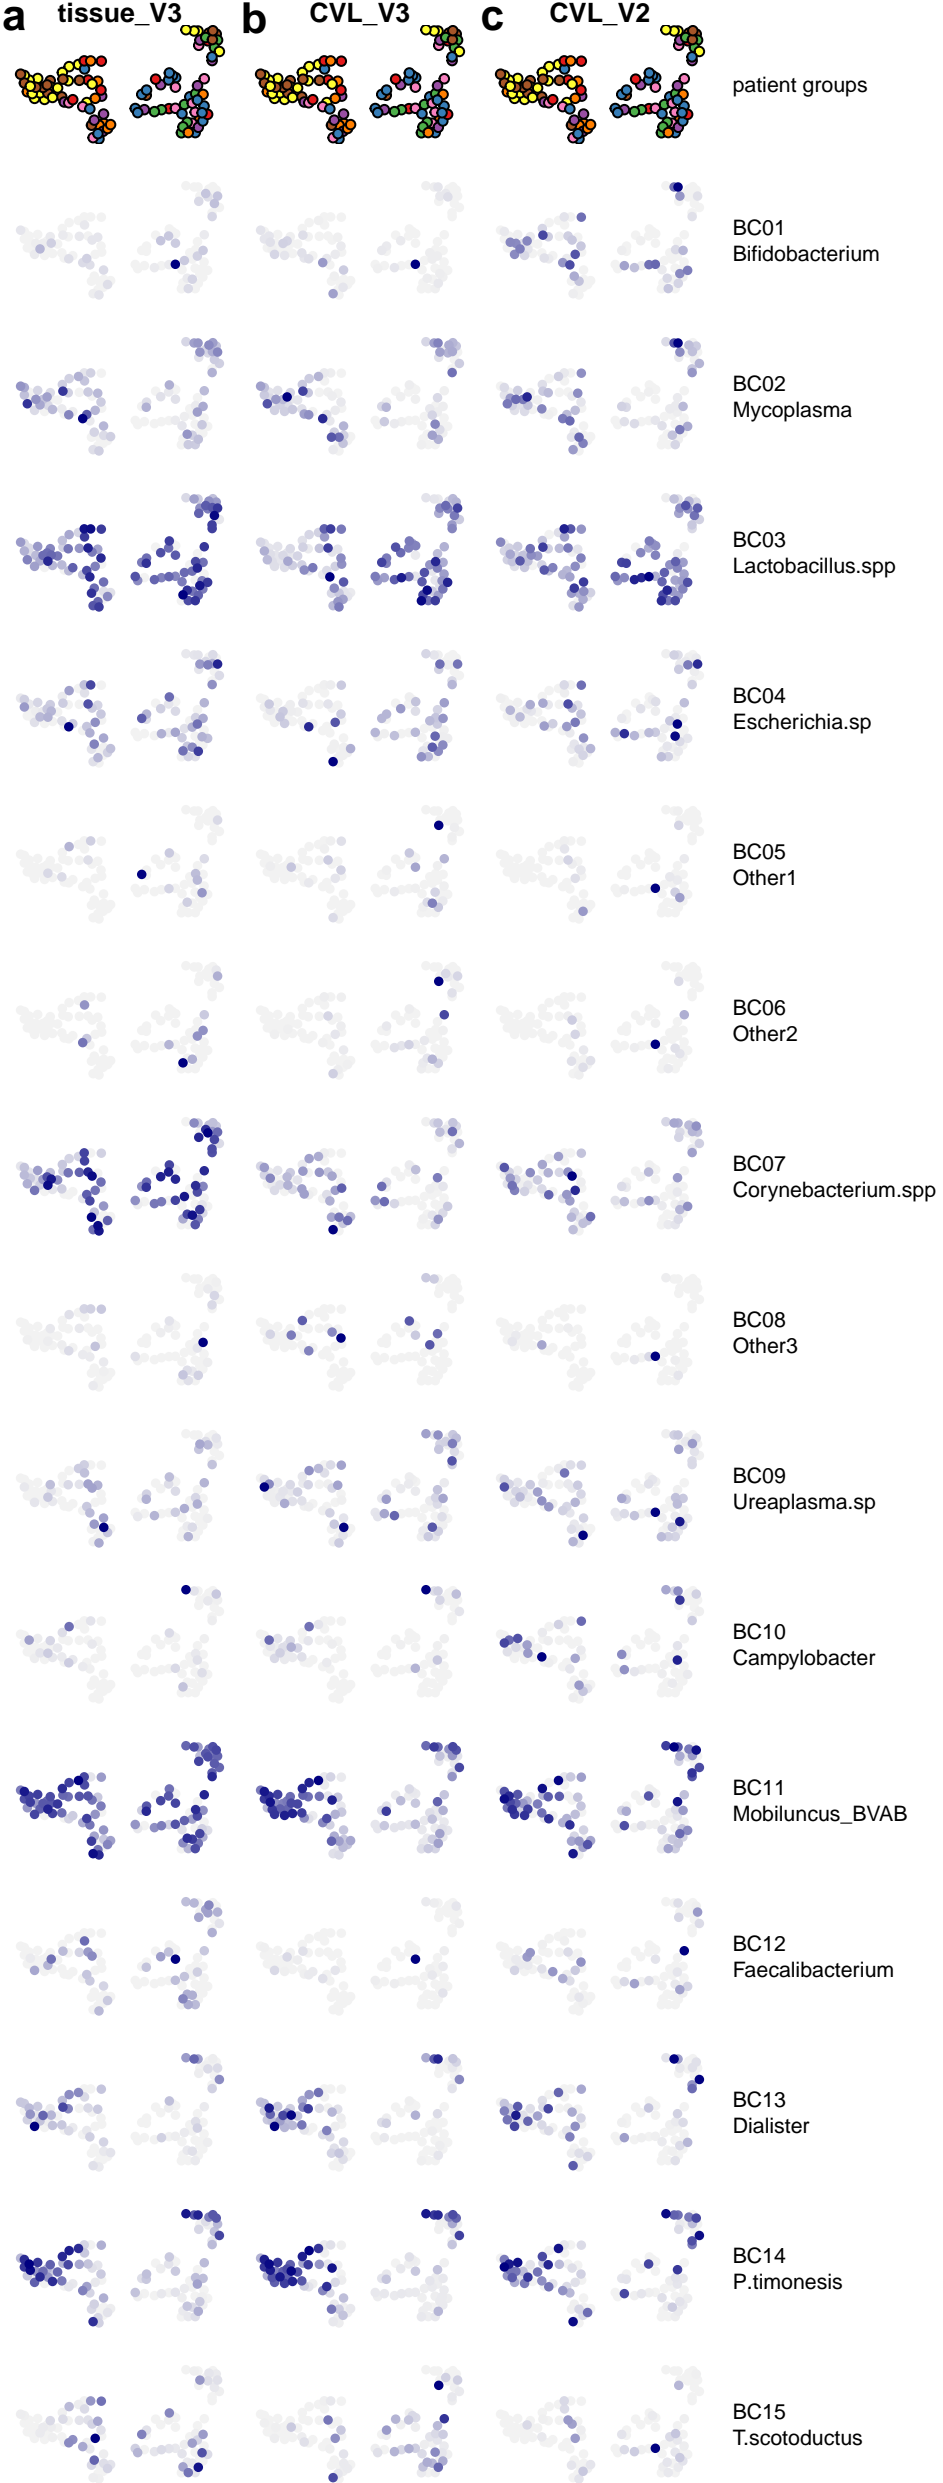 a tissue_V3 b CVL_V3 c CVL_V2
patient groups
BC01
Bifidobacterium
BC02
Mycoplasma
BC03
Lactobacillus.spp
BC04
Escherichia.sp
BC05
Other1
BC06
Other2
BC07
Corynebacterium.spp
BC08
Other3
BC09
Ureaplasma.sp
BC10
Campylobacter
BC11
Mobiluncus_BVAB
BC12
Faecalibacterium
BC13
Dialister
BC14
P.timonesis
BC15
T.scotoductus